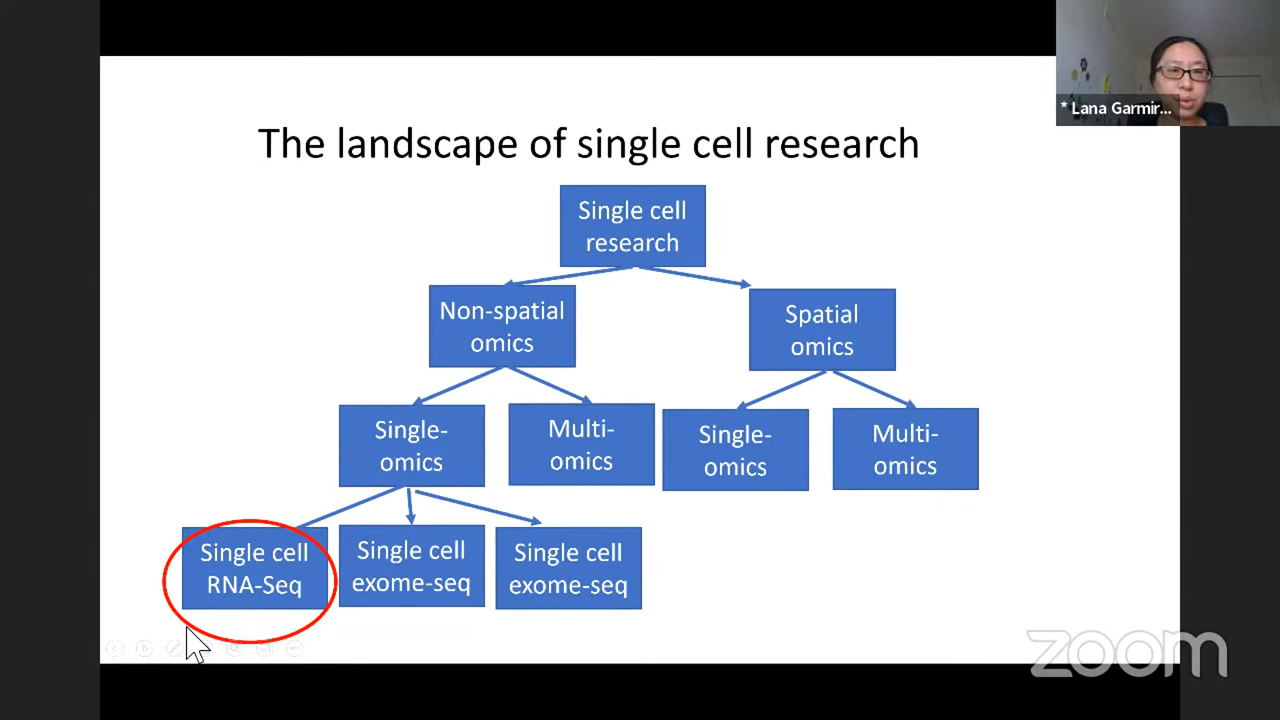 * Lana Garmir...
The landscape of single cell research
Single cell
research
Non-spatial
omics
Spatial
omics
Single-
omics
Multi-
omics
Single-
omics
Multi-
omics
Single cell
RNA-Seq
Single cell
exome-seq
Single cell
exome-seq
zoom